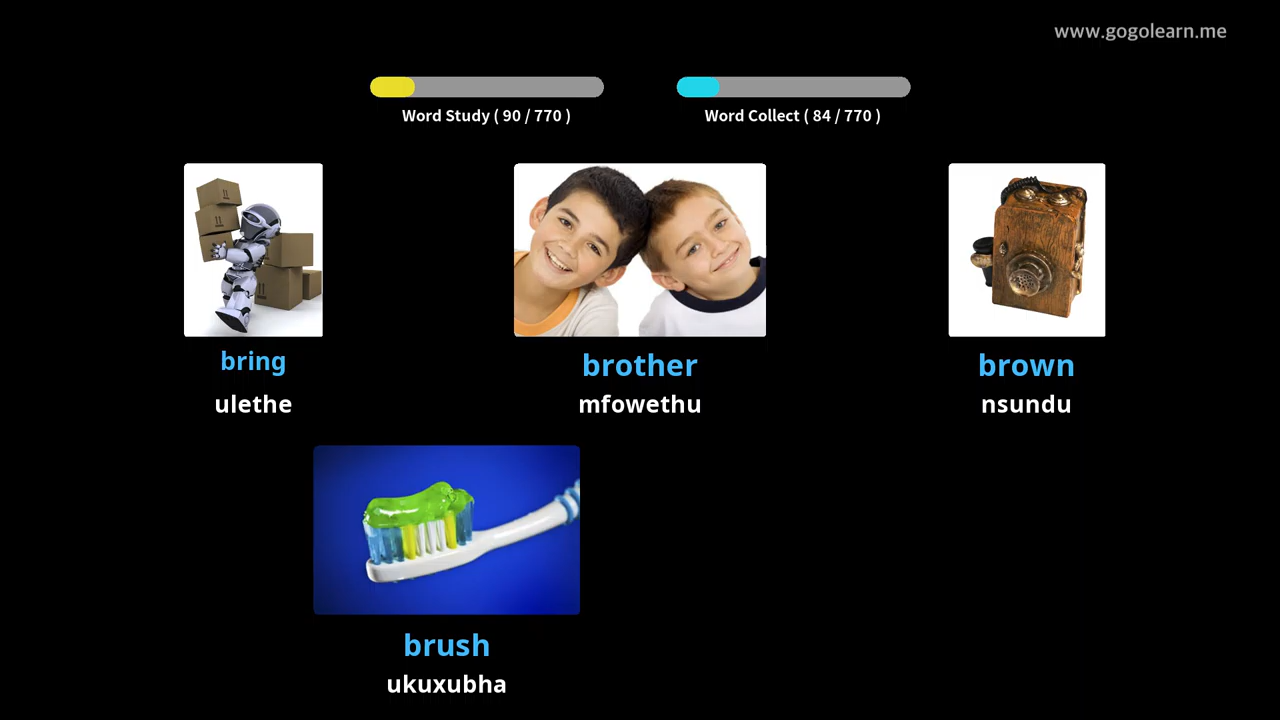 www.gogolearn.me
Word Study ( 90 / 770 )
Word Collect ( 84 / 770 )
bring
ulethe
brother
mfowethu
brown
nsundu
brush
ukuxubha